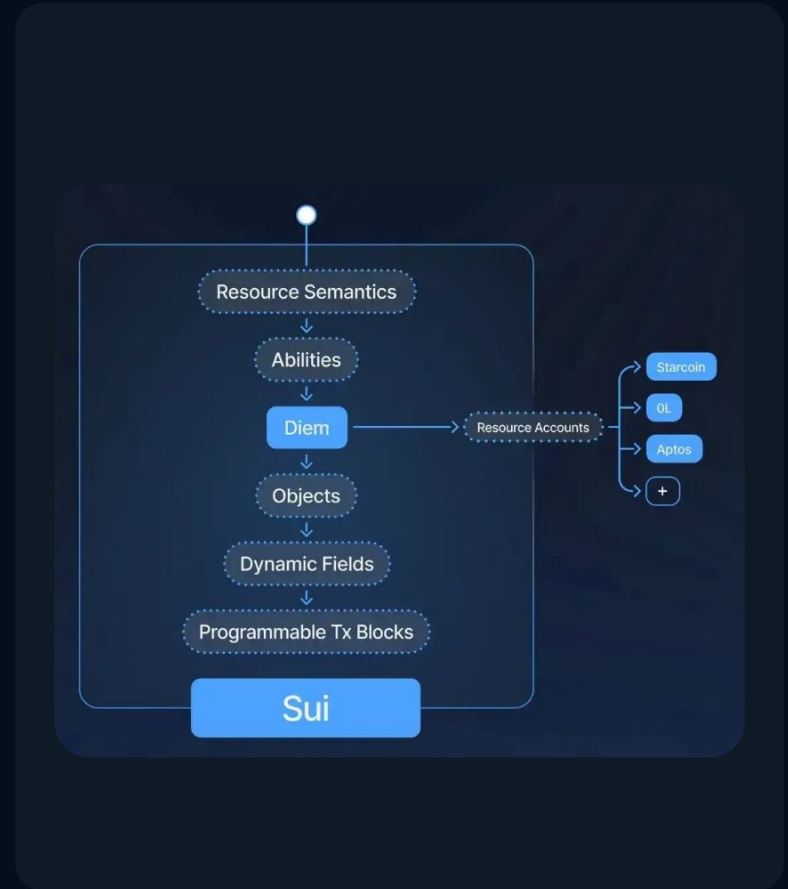 Resource Semantics
Abilities
Diem
Resource Accounts
Starcoin
0L
Aptos
+
Objects
Dynamic Fields
Programmable Tx Blocks
Sui